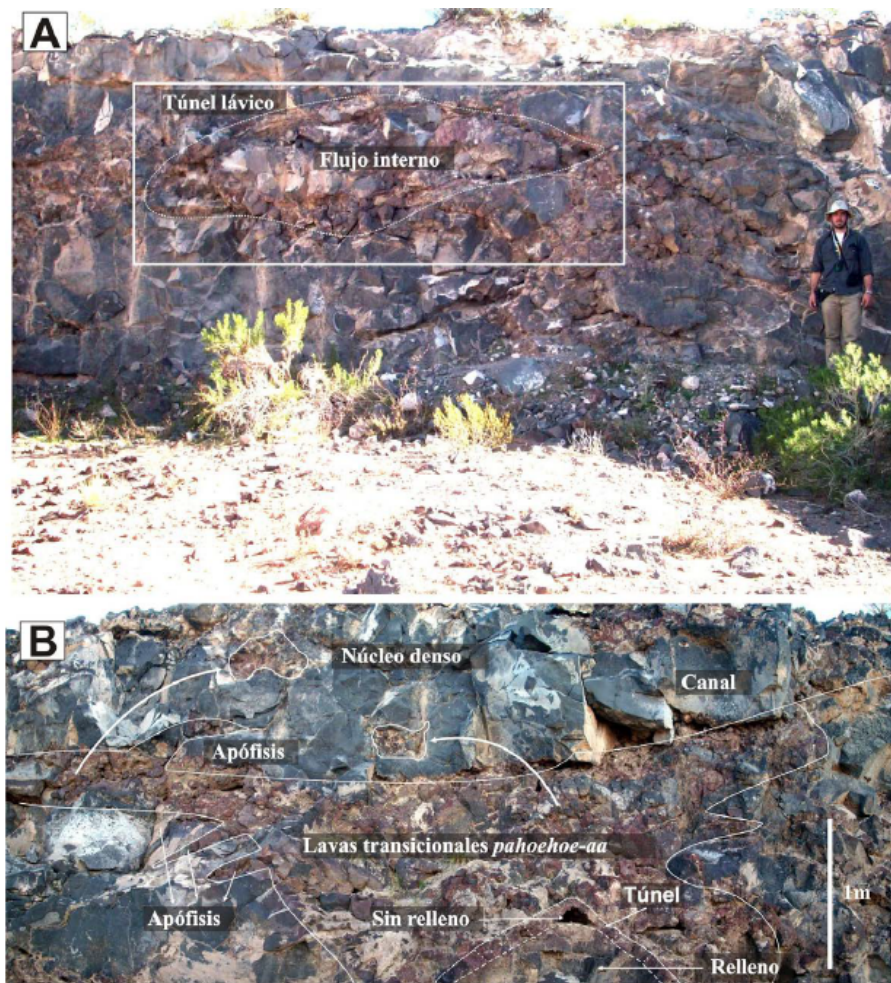 A
Túnel lávico
Flujo interno
B
Núcleo denso
Canal
Apófisis
Lavas transicionales pahoehoe-aa
1m
Túnel
Apófisis
Sin relleno
Relleno